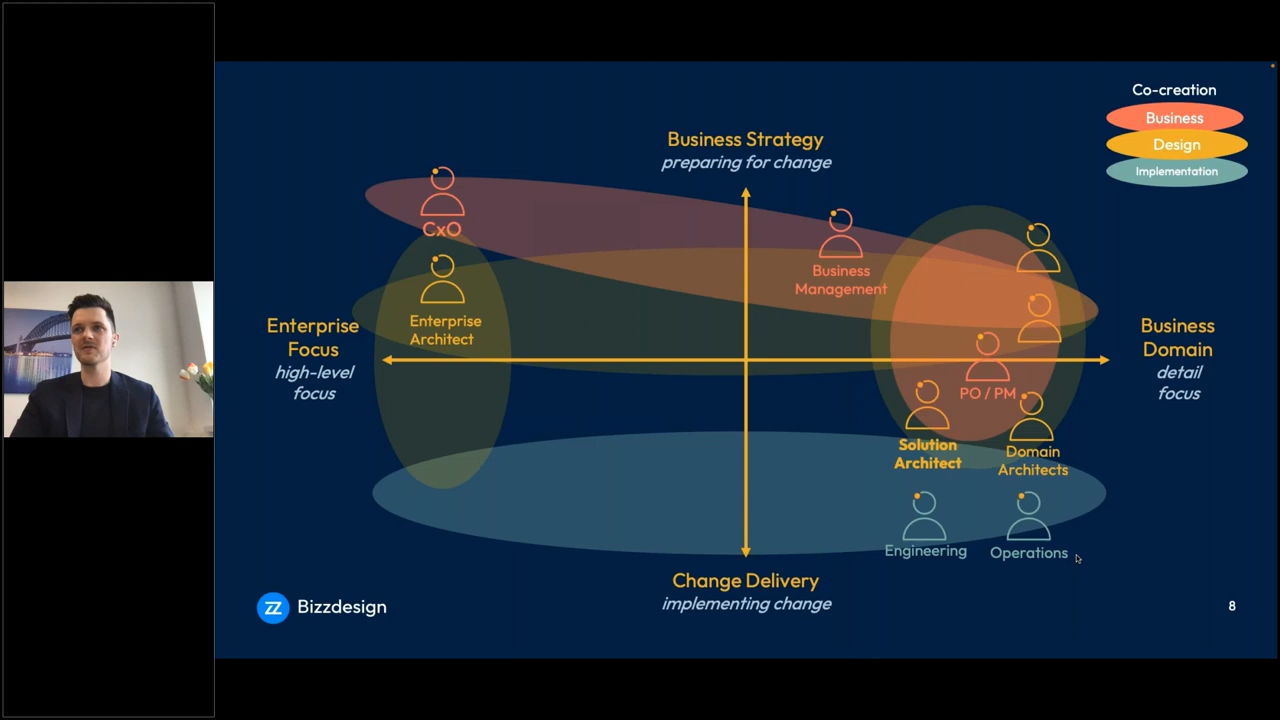 Co-creation
Business
Design
Implementation
Business Strategy
preparing for change
CxO
Business
Management
Enterprise
Architect
Enterprise
Focus
high-level
focus
Business
Domain
detail
focus
PO / PM
Solution
Architect
Domain
Architects
Engineering
Operations
Change Delivery
implementing change
Bizzdesign
8